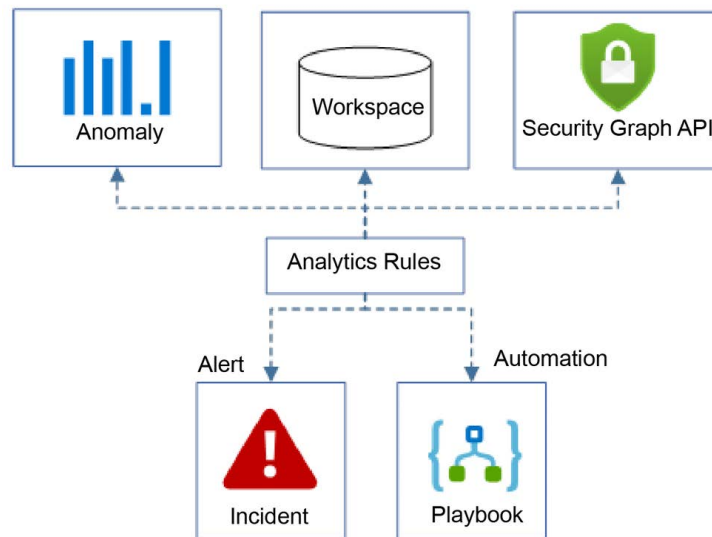 Anomaly
Workspace
Security Graph API
Analytics Rules
Alert
Automation
Incident
Playbook